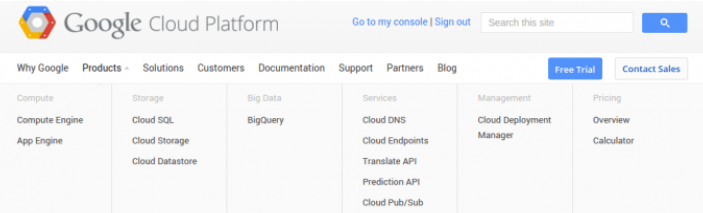 Google Cloud Platform
Go to my console | Sign out
Search this site
Why Google Products Solutions Customers Documentation Support Partners Blog
Free Trial
Contact Sales
Compute
Compute Engine
App Engine
Storage
Cloud SQL
Cloud Storage
Cloud Datastore
Big Data
BigQuery
Services
Cloud DNS
Cloud Endpoints
Translate API
Prediction API
Cloud Pub/Sub
Management
Cloud Deployment
Manager
Pricing
Overview
Calculator